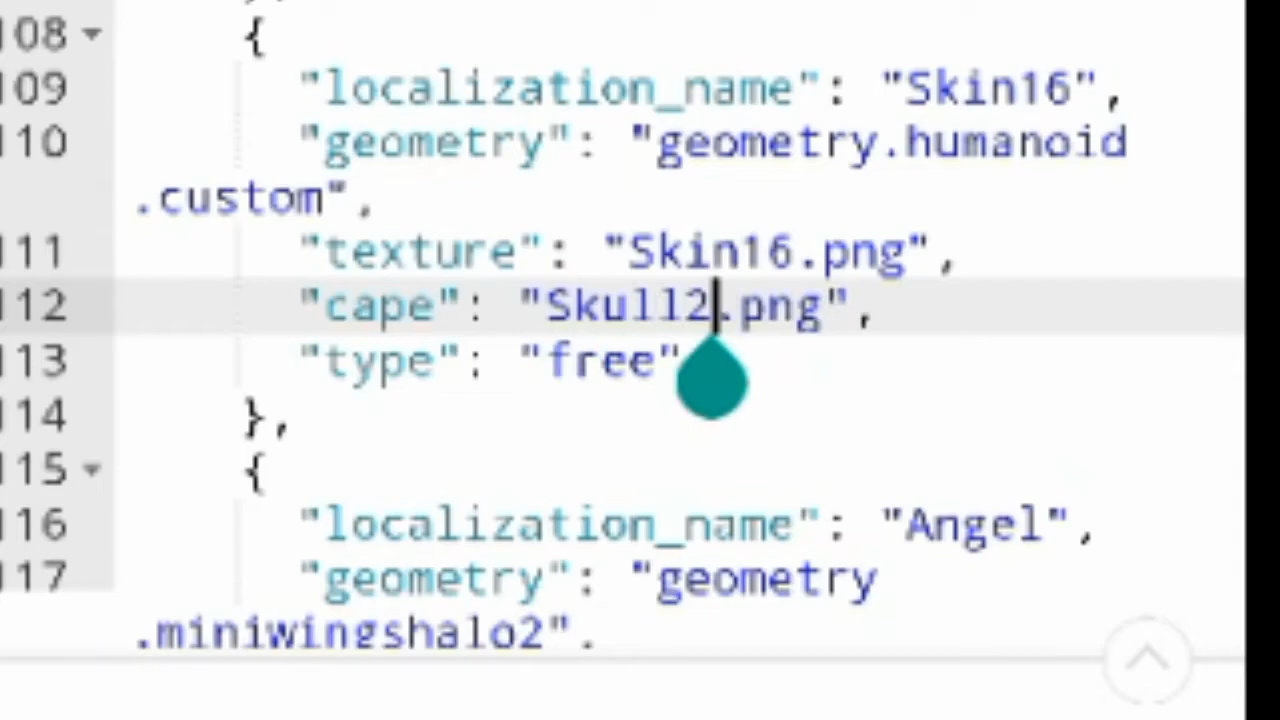 108 {
109 "localization_name": "Skin16",
110 "geometry": "geometry.humanoid
.custom",
111 "texture": "Skin16.png",
112 "cape": "Skull2.png",
113 "type": "free"
114 },
115 {
116 "localization_name": "Angel",
117 "geometry": "geometry
.miniwingshalo2",